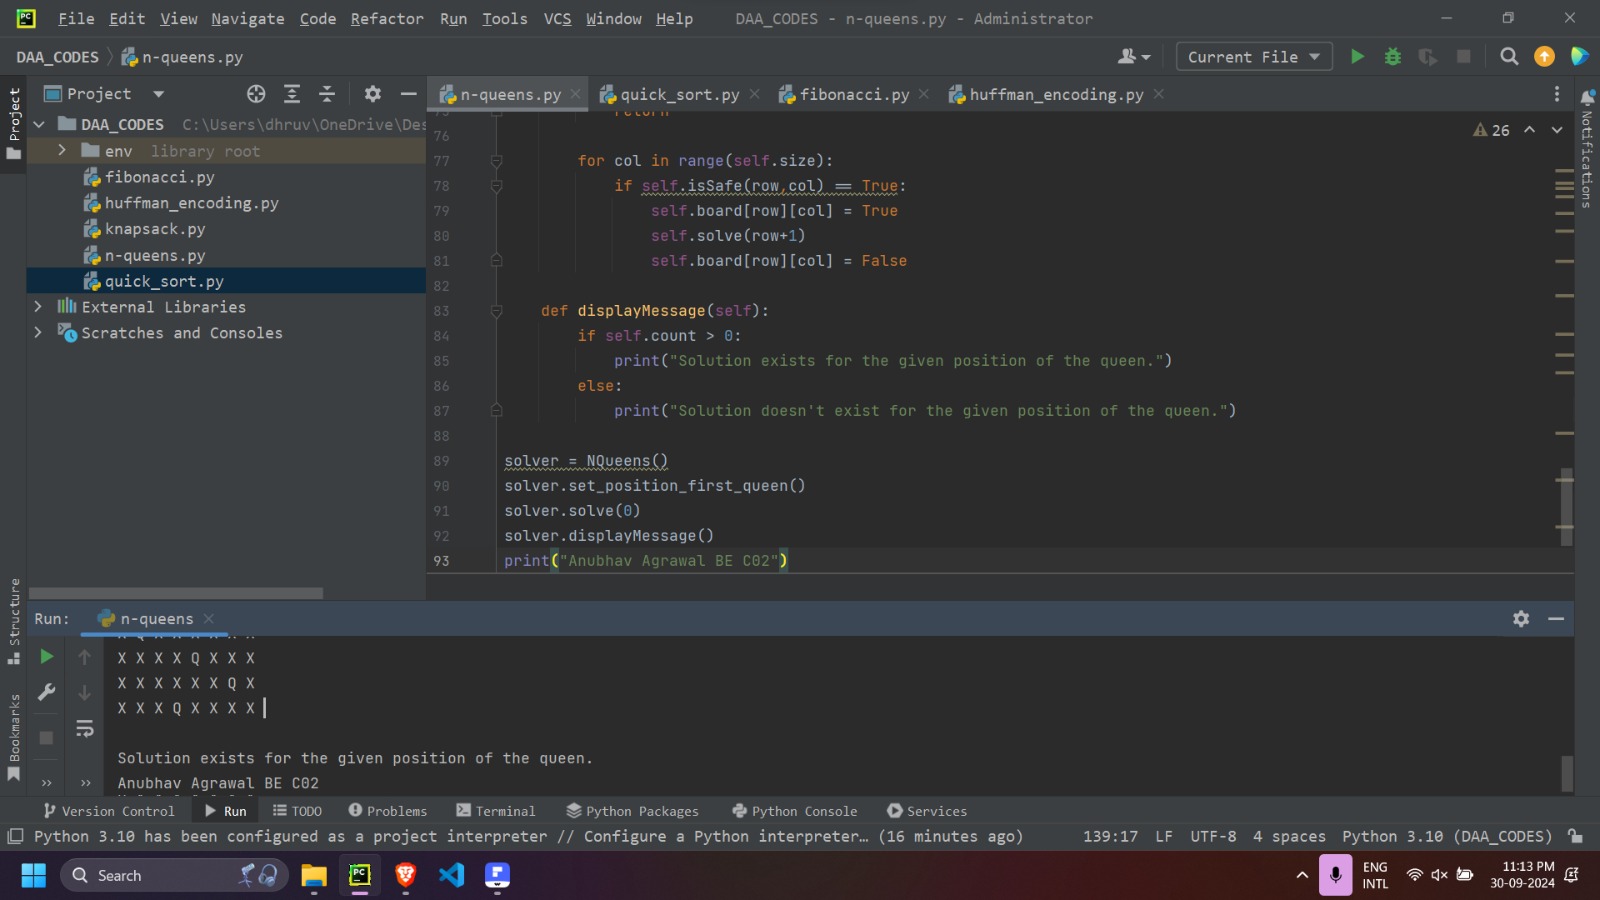 File Edit View Navigate Code Refactor Run Tools VCS Window Help DAA_CODES - n-queens.py - Administrator
DAA_CODES n-queens.py Current File
Project n-queens.py quick_sort.py fibonacci.py huffman_encoding.py
DAA_CODES C:\Users\dhruv\OneDrive\Des
env library root
fibonacci.py
huffman_encoding.py
knapsack.py
n-queens.py
quick_sort.py
External Libraries
Scratches and Consoles
Project
Structure
Bookmarks
Notifications
26
75 return
76
77 for col in range(self.size):
78 if self.isSafe(row,col) == True:
79 self.board[row][col] = True
80 self.solve(row+1)
81 self.board[row][col] = False
82
83 def displayMessage(self):
84 if self.count > 0:
85 print("Solution exists for the given position of the queen.")
86 else:
87 print("Solution doesn't exist for the given position of the queen.")
88
89 solver = NQueens()
90 solver.set_position_first_queen()
91 solver.solve(0)
92 solver.displayMessage()
93 print("Anubhav Agrawal BE C02")
Run: n-queens
X Q X X X X X X
X X X X Q X X X
X X X X X X Q X
X X X Q X X X X
Solution exists for the given position of the queen.
Anubhav Agrawal BE C02
Version Control Run TODO Problems Terminal Python Packages Python Console Services
Python 3.10 has been configured as a project interpreter // Configure a Python interpreter... (16 minutes ago) 139:17 LF UTF-8 4 spaces Python 3.10 (DAA_CODES)
Search
ENG
INTL
11:13 PM
30-09-2024